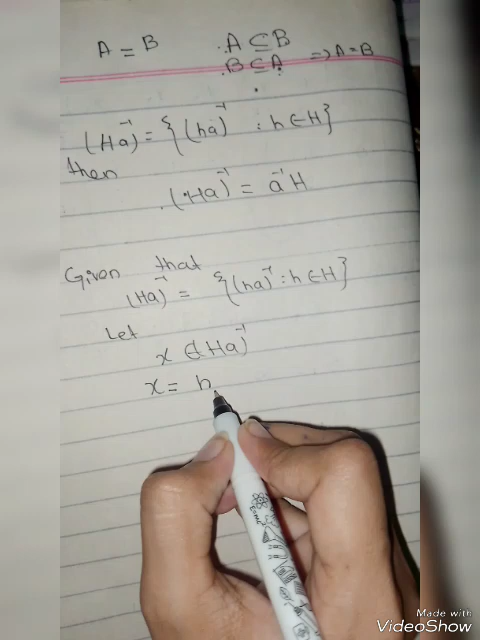 A = B .A ⊆ B
B ⊆ A ⇒ A = B
(Ha)⁻¹ = {(ha)⁻¹ : h ∈ H}
then
(Ha)⁻¹ = a⁻¹H
Given that
(Ha)⁻¹ = {(ha)⁻¹ : h ∈ H}
Let
x ∈ (Ha)⁻¹
x = h
Made with
VideoShow